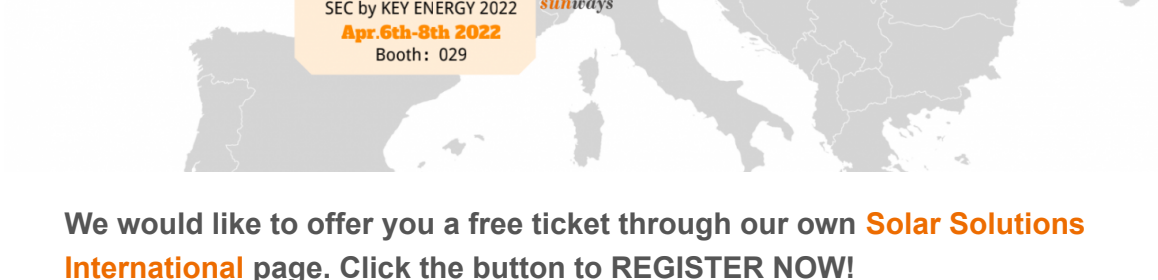 SEC by KEY ENERGY 2022
sunways
Apr.6th-8th 2022
Booth: 029
We would like to offer you a free ticket through our own Solar Solutions
International page. Click the button to REGISTER NOW!